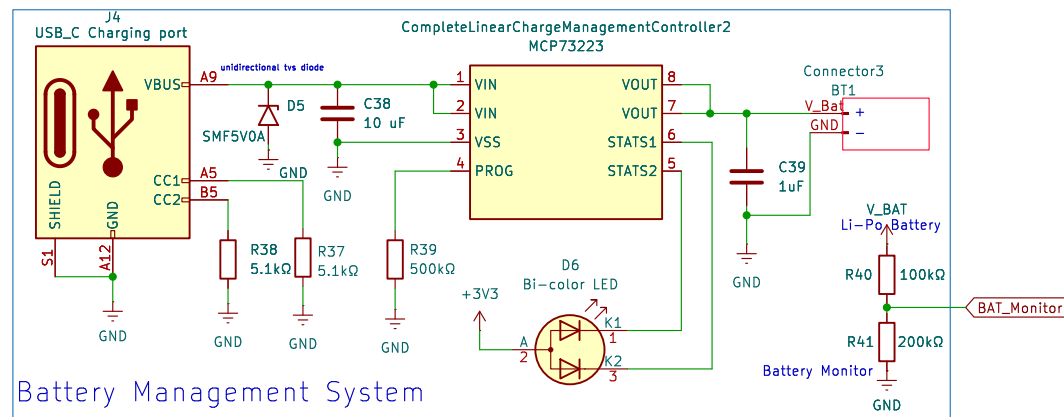 J4
USB_C Charging port
CompleteLinearChargeManagementController2
MCP73223
unidirectional tvs diode
VBUS A9
1 VIN
VOUT 8
Connector3
BT1
D5
SMF5V0A
C38
10 uF
2 VIN
VOUT 7
V_Bat +
GND -
3 VSS
STATS1 6
4 PROG
STATS2 5
GND
GND
CC1 A5
CC2 B5
C39
1uF
SHIELD
GND
S1
A12
V_BAT
Li-Po Battery
R38
5.1kΩ
R37
5.1kΩ
R39
500kΩ
GND
R40 100kΩ
D6
Bi-color LED
+3V3
GND
GND
GND
GND
BAT_Monitor
K1
1
A
2
K2
3
R41 200kΩ
Battery Monitor
GND
Battery Management System